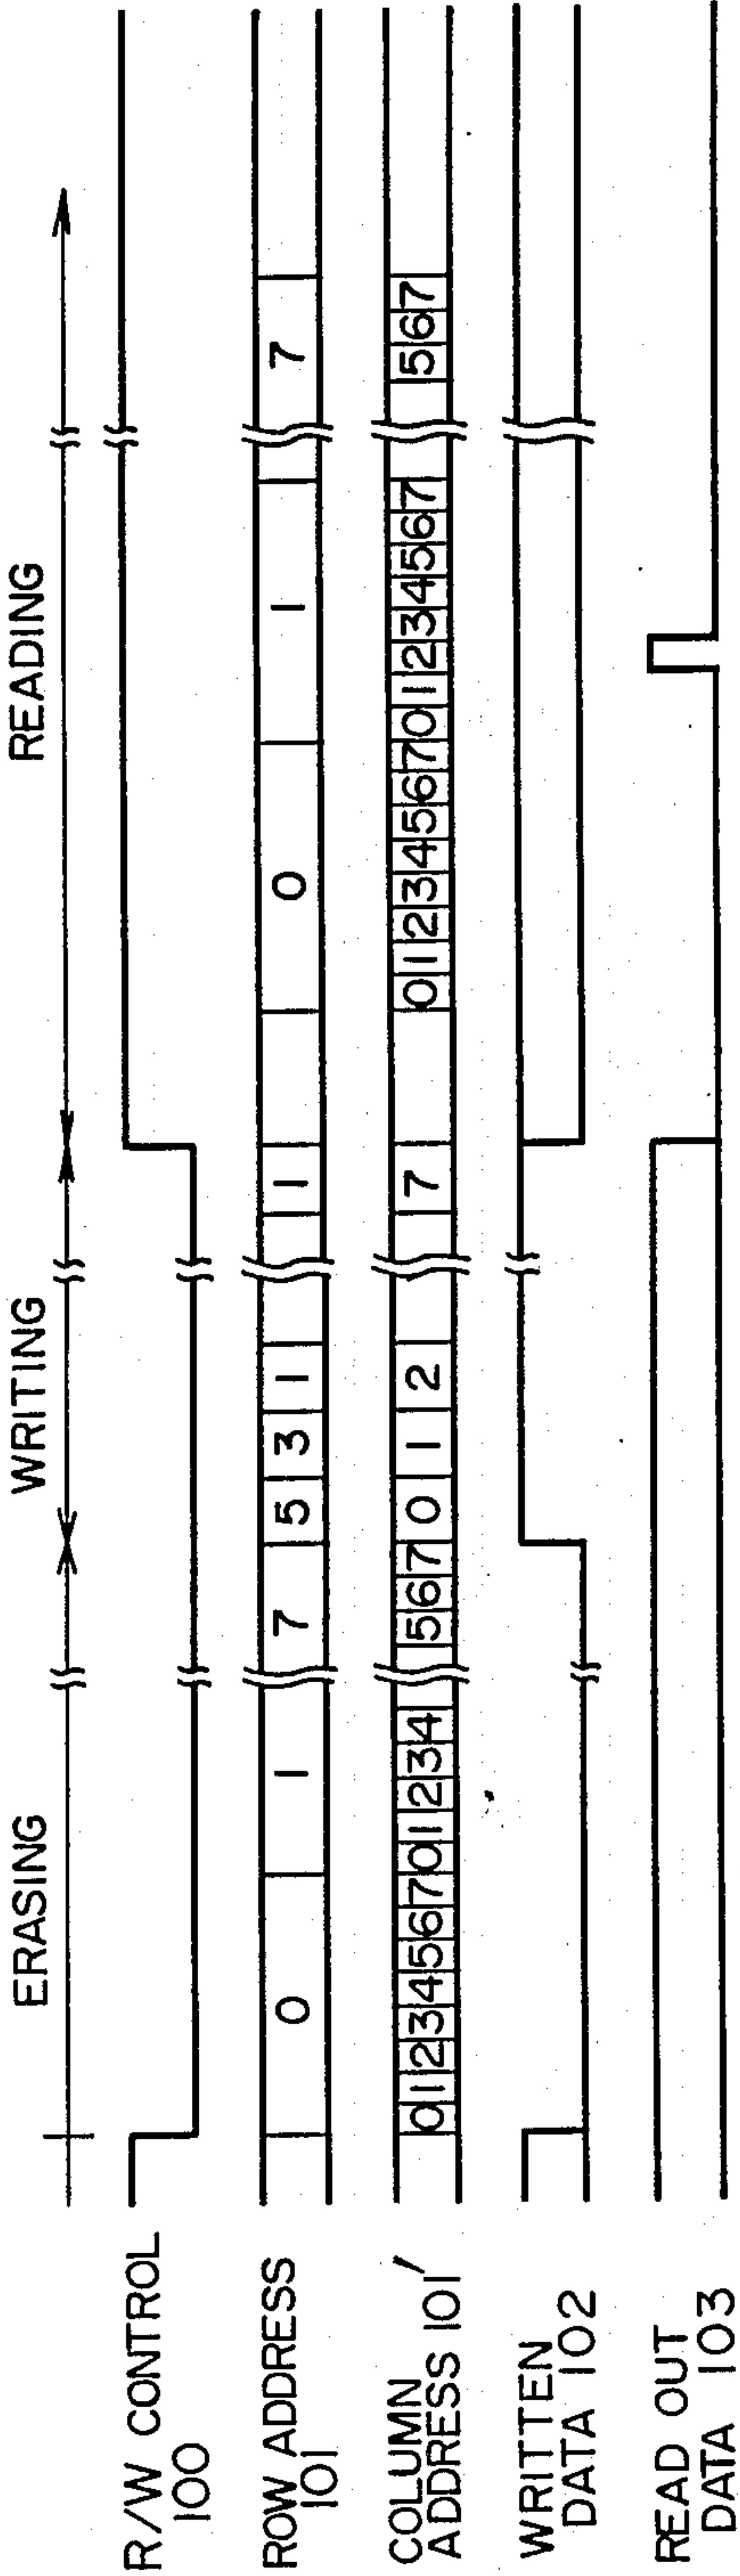 ERASING WRITING READING
R/W CONTROL
100
ROW ADDRESS
101
0 1 7 5 3 1 1 0 1 7
COLUMN
ADDRESS 101'
0 1 2 3 4 5 6 7 0 1 2 3 4 5 6 7 0 1 2 7 0 1 2 3 4 5 6 7 0 1 2 3 4 5 6 7 5 6 7
WRITTEN
DATA 102
READ OUT
DATA 103